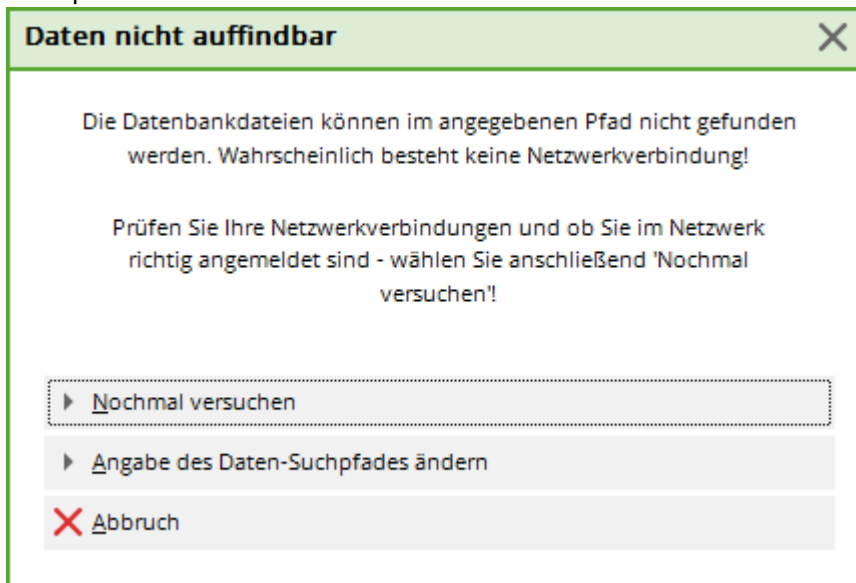 Daten nicht auffindbar
Die Datenbankdateien können im angegebenen Pfad nicht gefunden
werden. Wahrscheinlich besteht keine Netzwerkverbindung!
Prüfen Sie Ihre Netzwerkverbindungen und ob Sie im Netzwerk
richtig angemeldet sind - wählen Sie anschließend 'Nochmal
versuchen'!
Nochmal versuchen
Angabe des Daten-Suchpfades ändern
Abbruch